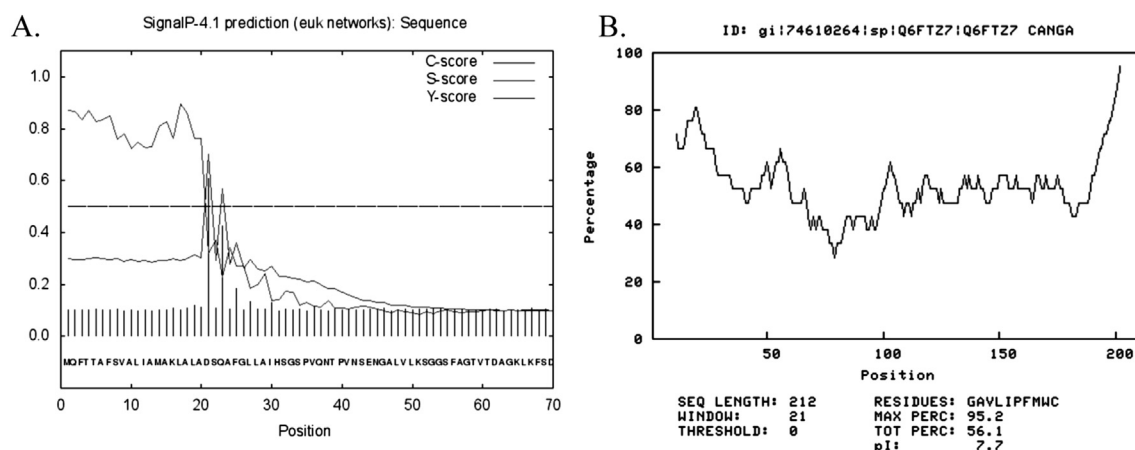 A.
SignalP-4.1 prediction (euk networks): Sequence
C-score
S-score
Y-score
1.0
0.8
0.6
0.4
0.2
0.0
MQFTTAFSVALIAMAKLALADSQAFGLLAIHSGSPVQNTPVNSENGALVLKSGGSFAGTVTDAGKLKFSD
0 10 20 30 40 50 60 70
Position
B.
ID: gi|74610264|sp|Q6FTZ7|Q6FTZ7 CANGA
Percentage
100
80
60
40
20
0
50 100 150 200
Position
SEQ LENGTH: 212 RESIDUES: GAVLIPFMWC
WINDOW: 21 MAX PERC: 95.2
THRESHOLD: 0 TOT PERC: 56.1
pI: 7.7